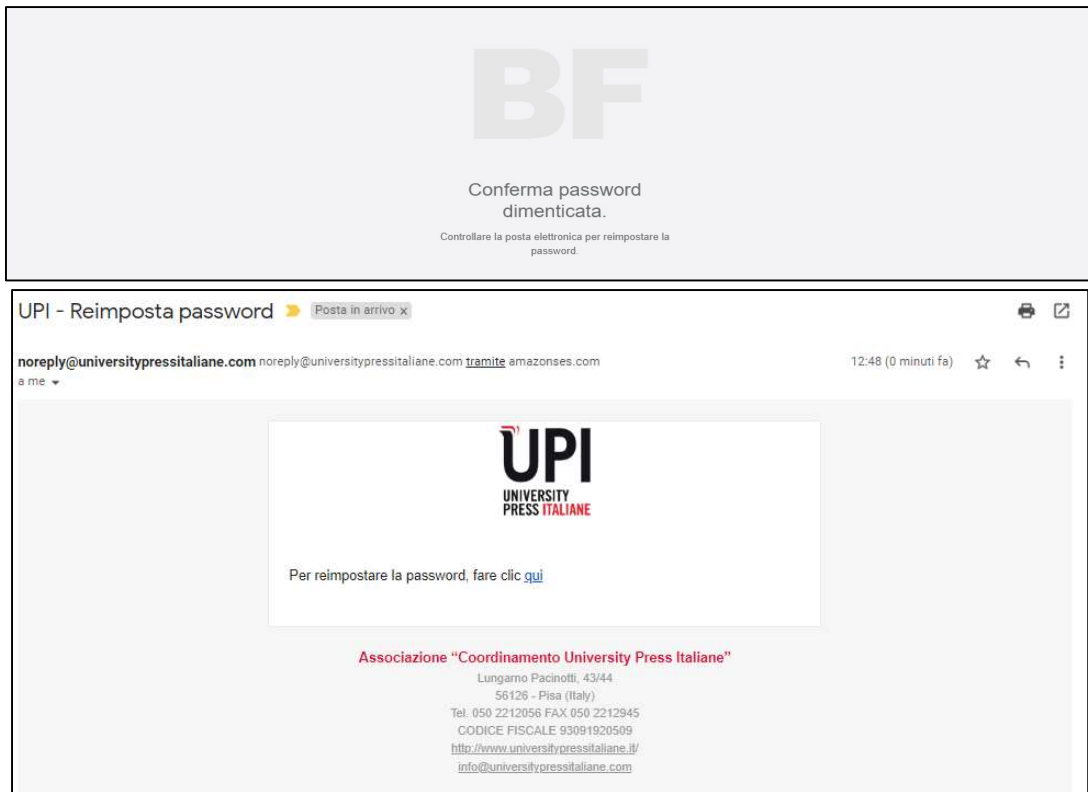 BF
Conferma password
dimenticata.
Controllare la posta elettronica per reimpostare la
password.
UPI - Reimposta password Posta in arrivo x
noreply@universitypressitaliane.com noreply@universitypressitaliane.com tramite amazonses.com 12:48 (0 minuti fa)
a me
UPI
UNIVERSITY
PRESS ITALIANE
Per reimpostare la password, fare clic qui
Associazione “Coordinamento University Press Italiane”
Lungarno Pacinotti, 43/44
56126 - Pisa (Italy)
Tel. 050 2212056 FAX 050 2212945
CODICE FISCALE 93091920509
http://www.universitypressitaliane.it/
info@universitypressitaliane.com